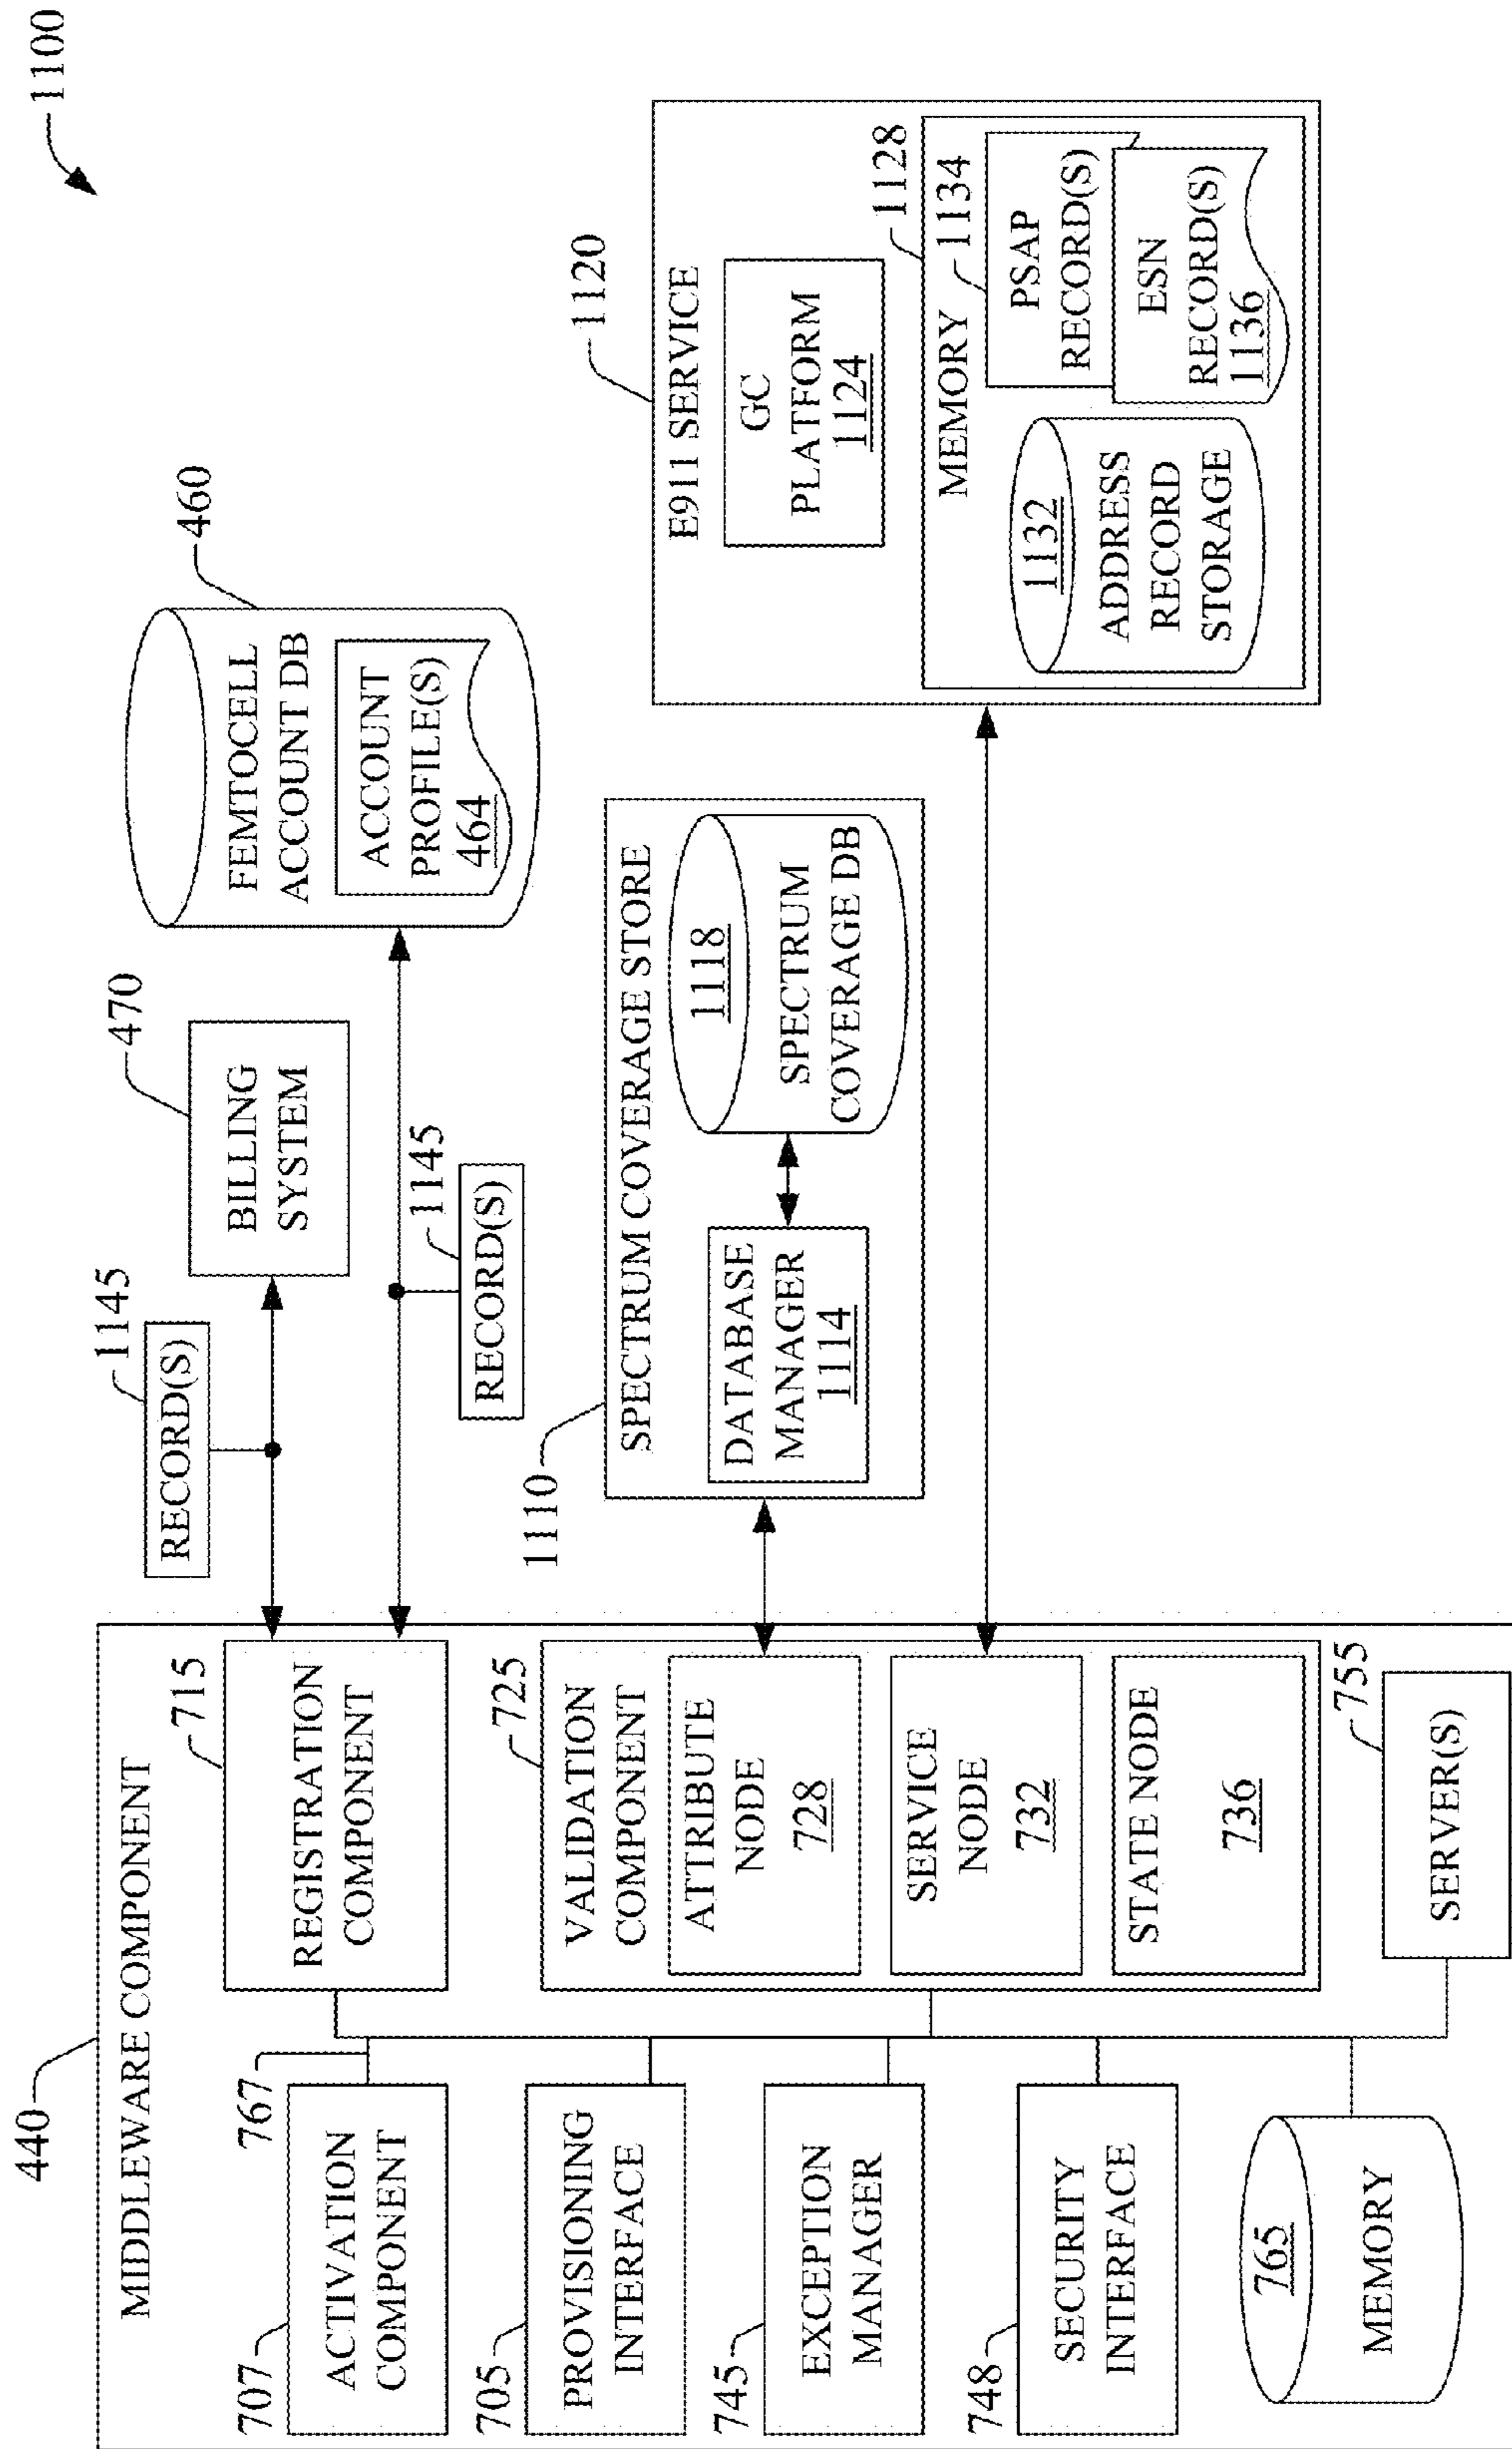 1100
440
MIDDLEWARE COMPONENT
707
ACTIVATION
COMPONENT
767
715
REGISTRATION
COMPONENT
705
PROVISIONING
INTERFACE
725
VALIDATION
COMPONENT
ATTRIBUTE
NODE
728
745
EXCEPTION
MANAGER
SERVICE
NODE
732
748
SECURITY
INTERFACE
STATE NODE
736
765
MEMORY
755
SERVER(S)
1145
RECORD(S)
470
BILLING
SYSTEM
1145
RECORD(S)
460
FEMTOCELL
ACCOUNT DB
ACCOUNT
PROFILE(S)
464
1110
SPECTRUM COVERAGE STORE
DATABASE
MANAGER
1114
1118
SPECTRUM
COVERAGE DB
1120
E911 SERVICE
GC
PLATFORM
1124
1128
MEMORY
1134
PSAP
RECORD(S)
ESN
RECORD(S)
1136
1132
ADDRESS
RECORD
STORAGE